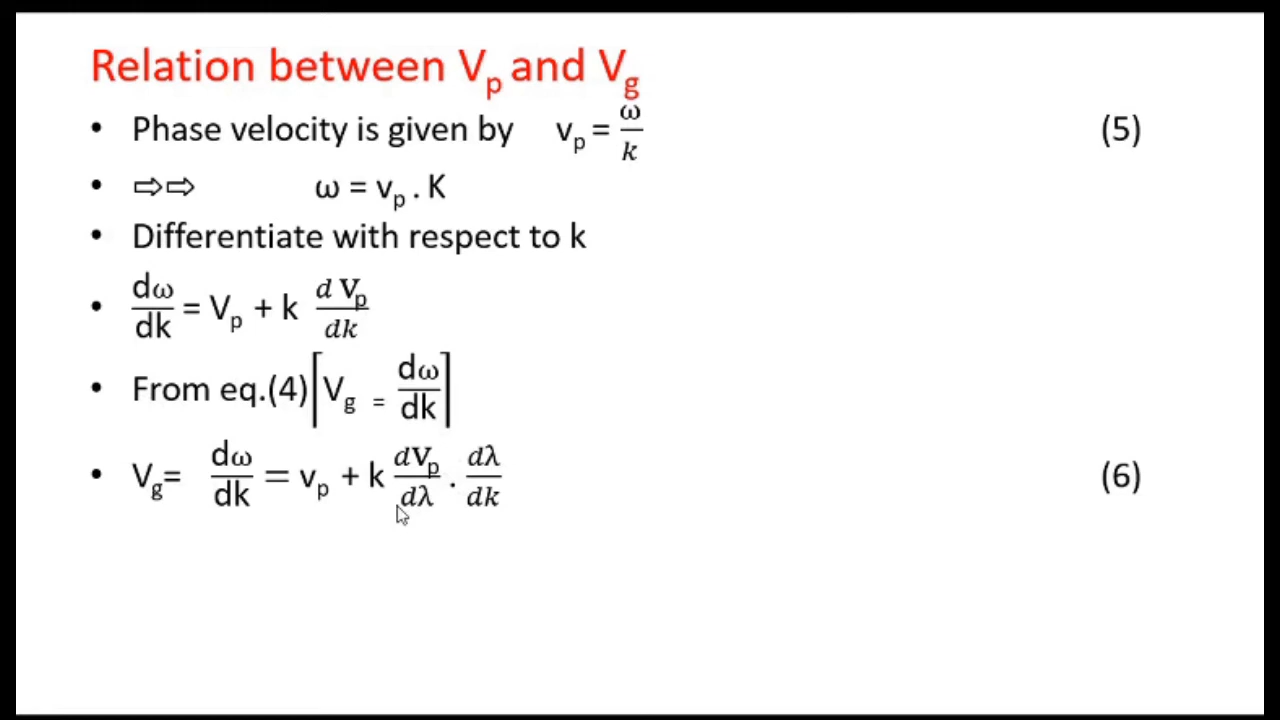 Relation between Vp and Vg
• Phase velocity is given by vp = ω/k (5)
• ⇨⇨ ω = vp . K
• Differentiate with respect to k
• dω/dk = Vp + k d Vp/dk
• From eq.(4)[Vg = dω/dk]
• Vg= dω/dk = vp + k dVp/dλ . dλ/dk (6)